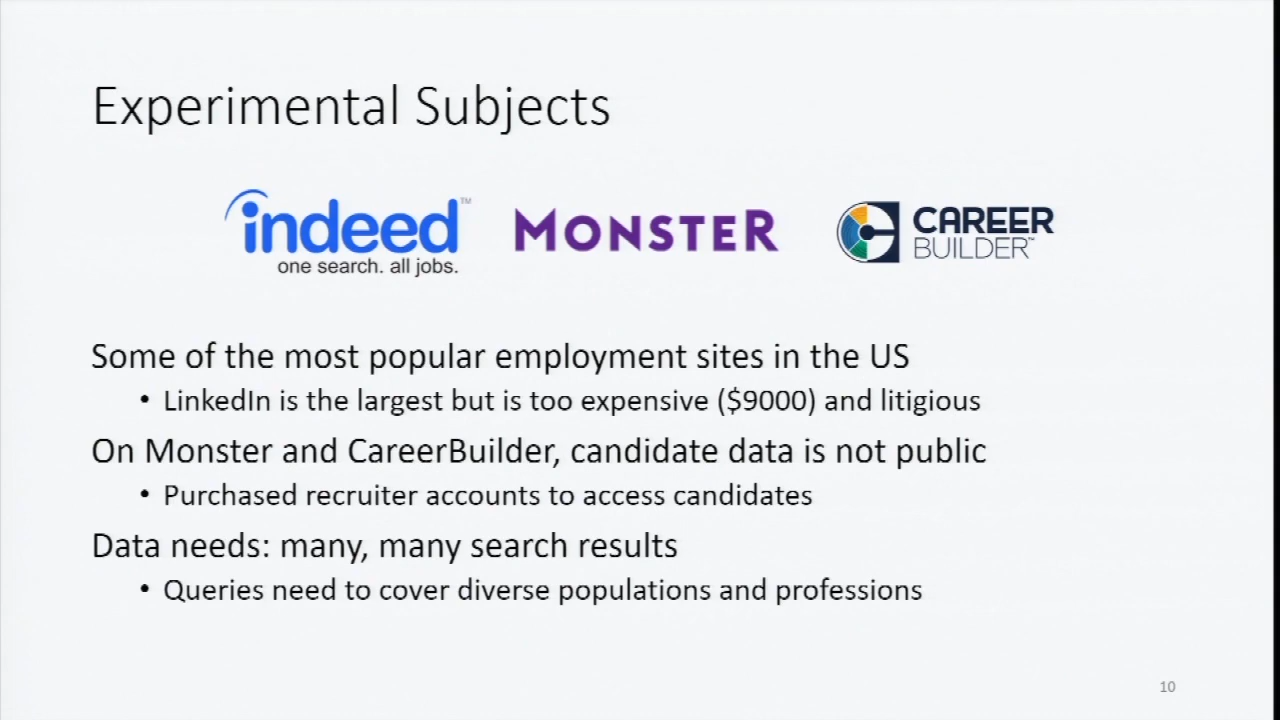 Experimental Subjects
indeed™
one search. all jobs.
MONSTER
CAREER
BUILDER™
Some of the most popular employment sites in the US
• LinkedIn is the largest but is too expensive ($9000) and litigious
On Monster and CareerBuilder, candidate data is not public
• Purchased recruiter accounts to access candidates
Data needs: many, many search results
• Queries need to cover diverse populations and professions
10